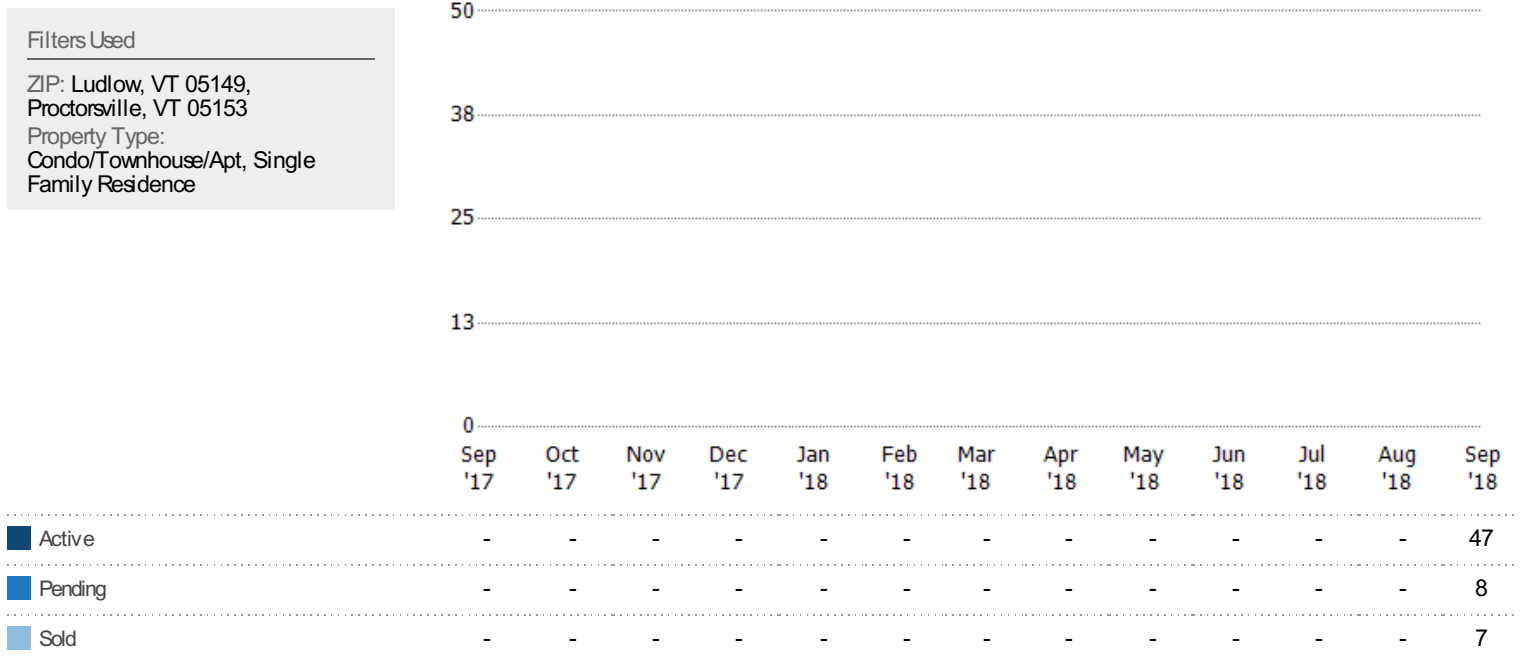 Filters Used
ZIP: Ludlow, VT 05149,
Proctorsville, VT 05153
Property Type:
Condo/Townhouse/Apt, Single
Family Residence
50
38
25
13
0
Sep Oct Nov Dec Jan Feb Mar Apr May Jun Jul Aug Sep
'17 '17 '17 '17 '18 '18 '18 '18 '18 '18 '18 '18 '18
Active - - - - - - - - - - - - 47
Pending - - - - - - - - - - - - 8
Sold - - - - - - - - - - - - 7